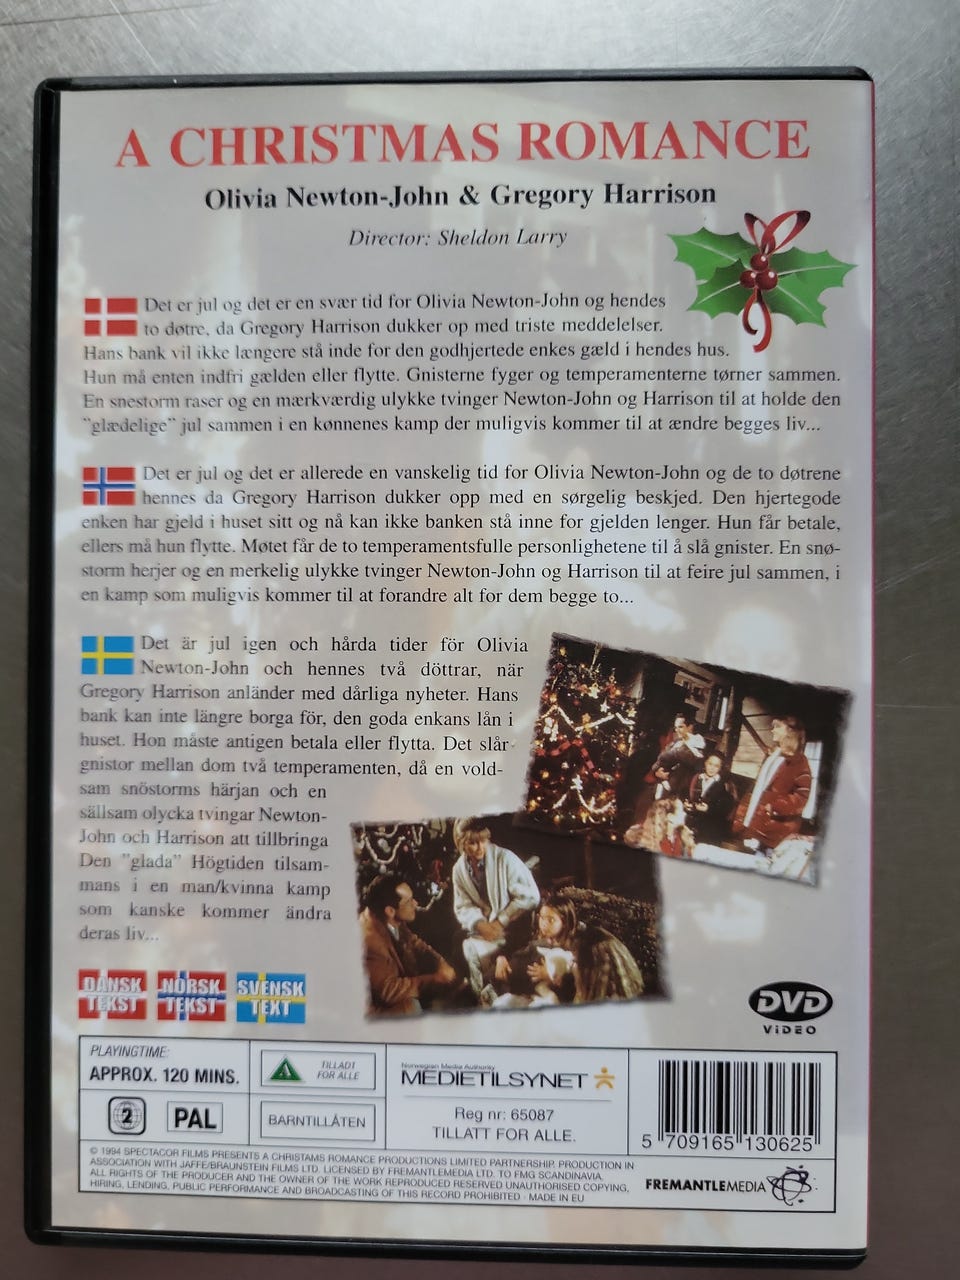 A CHRISTMAS ROMANCE
Olivia Newton-John & Gregory Harrison
Director: Sheldon Larry
Det er jul og det er en svær tid for Olivia Newton-John og hendes
to døtre, da Gregory Harrison dukker op med triste meddelelser.
Hans bank vil ikke længere stå inde for den godhjertede enkes gæld i hendes hus.
Hun må enten indfri gælden eller flytte. Gnisterne fyger og temperamenterne tørner sammen.
En snestorm raser og en mærkværdig ulykke tvinger Newton-John og Harrison til at holde den
"glædelige" jul sammen i en kønnenes kamp der muligvis kommer til at ændre begges liv...
Det er jul og det er allerede en vanskelig tid for Olivia Newton-John og de to døtrene
hennes da Gregory Harrison dukker opp med en sørgelig beskjed. Den hjertegode
enken har gjeld i huset sitt og nå kan ikke banken stå inne for gjelden lenger. Hun får betale,
ellers må hun flytte. Møtet får de to temperamentsfulle personlighetene til å slå gnister. En snø-
storm herjer og en merkelig ulykke tvinger Newton-John og Harrison til at feire jul sammen, i
en kamp som muligvis kommer til at forandre alt for dem begge to...
Det är jul igen och hårda tider för Olivia
Newton-John och hennes två döttrar, när
Gregory Harrison anländer med dårliga nyheter. Hans
bank kan inte längre borga för, den goda enkans lån i
huset. Hon måste antigen betala eller flytta. Det slår
gnistor mellan dom två temperamenten, då en vold-
sam snöstorms härjan och en
sällsam olycka tvingar Newton-
John och Harrison att tillbringa
Den "glada" Högtiden tilsam-
mans i en man/kvinna kamp
som kanske kommer ändra
deras liv...
DANSK TEKST NORSK TEKST SVENSK TEXT
DVD
VIDEO
PLAYINGTIME:
APPROX. 120 MINS.
2 PAL
TILLADT
FOR ALLE
BARNTILLÅTEN
Norwegian Media Authority
MEDIETILSYNET
Reg nr: 65087
TILLATT FOR ALLE.
5 709165 130625
© 1994 SPECTACOR FILMS PRESENTS A CHRISTAMS ROMANCE PRODUCTIONS LIMITED PARTNERSHIP. PRODUCTION IN
ASSOCIATION WITH JAFFE/BRAUNSTEIN FILMS LTD. LICENSED BY FREMANTLEMEDIA LTD. TO FMG SCANDINAVIA.
ALL RIGHTS OF THE PRODUCER AND THE OWNER OF THE WORK REPRODUCED RESERVED UNAUTHORISED COPYING,
HIRING, LENDING, PUBLIC PERFORMANCE AND BROADCASTING OF THIS RECORD PROHIBITED · MADE IN EU
FREMANTLEMEDIA